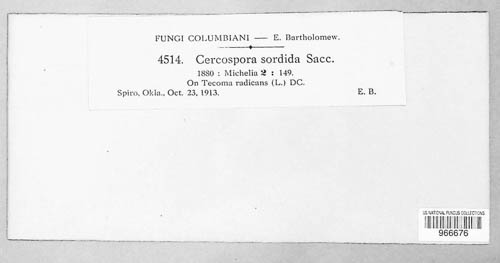 FUNGI COLUMBIANI — E. Bartholomew.
4514. Cercospora sordida Sacc.
1880 : Michelia 2 : 149.
On Tecoma radicans (L.) DC.
Spiro, Okla., Oct. 23, 1913. E. B.
US NATIONAL FUNGUS COLLECTIONS
966676